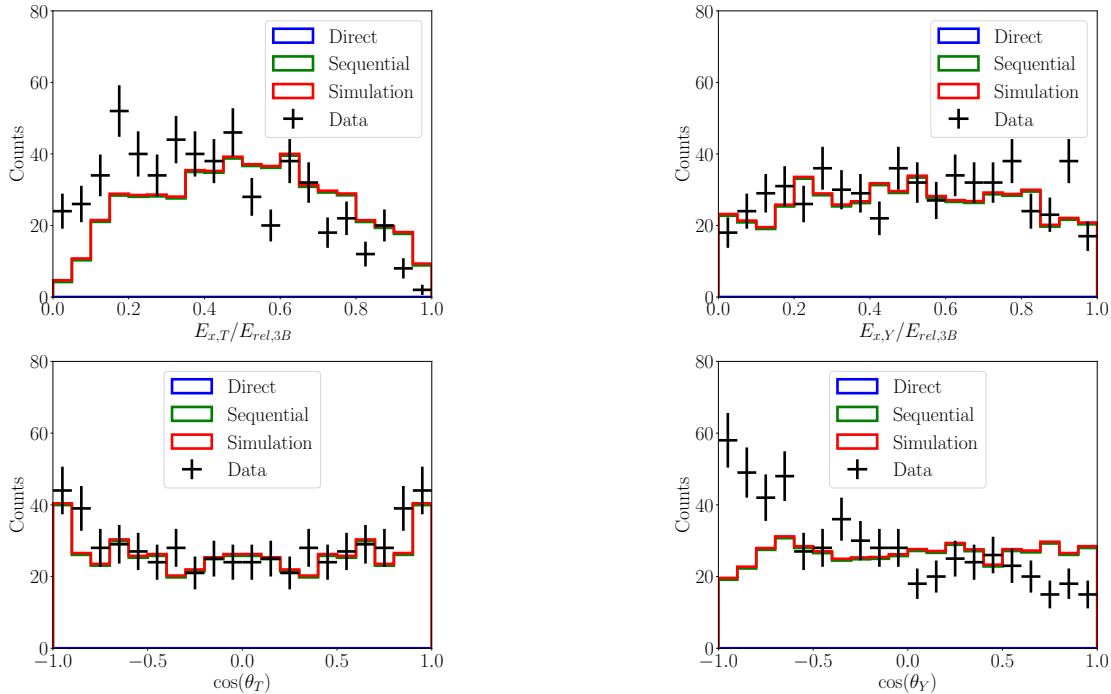 80
60
40
20
0
Counts
Direct
Sequential
Simulation
Data
0.0 0.2 0.4 0.6 0.8 1.0
E_{x,T}/E_{rel,3B}
80
60
40
20
0
Counts
Direct
Sequential
Simulation
Data
0.0 0.2 0.4 0.6 0.8 1.0
E_{x,Y}/E_{rel,3B}
80
60
40
20
0
Counts
Direct
Sequential
Simulation
Data
−1.0 −0.5 0.0 0.5 1.0
cos(θ_T)
80
60
40
20
0
Counts
Direct
Sequential
Simulation
Data
−1.0 −0.5 0.0 0.5 1.0
cos(θ_Y)